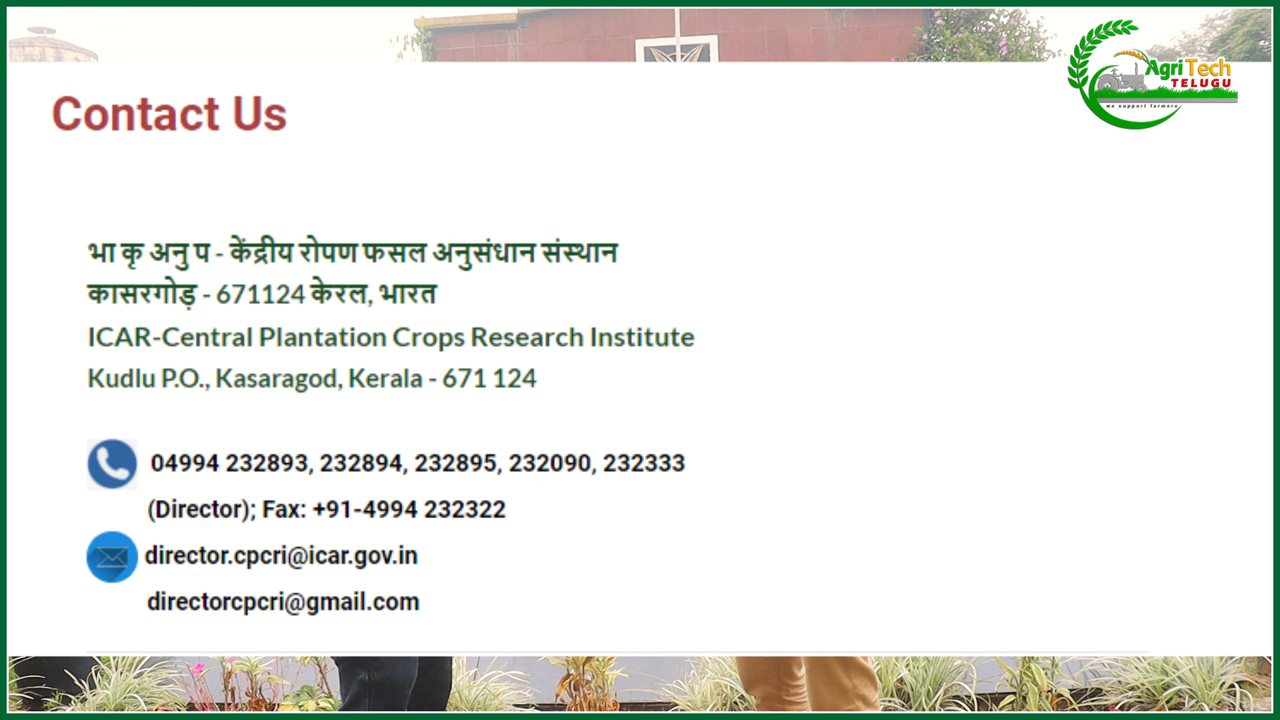 AgriTech
TELUGU
we support farmers
Contact Us
भा कृ अनु प - केंद्रीय रोपण फसल अनुसंधान संस्थान
कासरगोड़ - 671124 केरल, भारत
ICAR-Central Plantation Crops Research Institute
Kudlu P.O., Kasaragod, Kerala - 671 124
04994 232893, 232894, 232895, 232090, 232333
(Director); Fax: +91-4994 232322
director.cpcri@icar.gov.in
directorcpcri@gmail.com